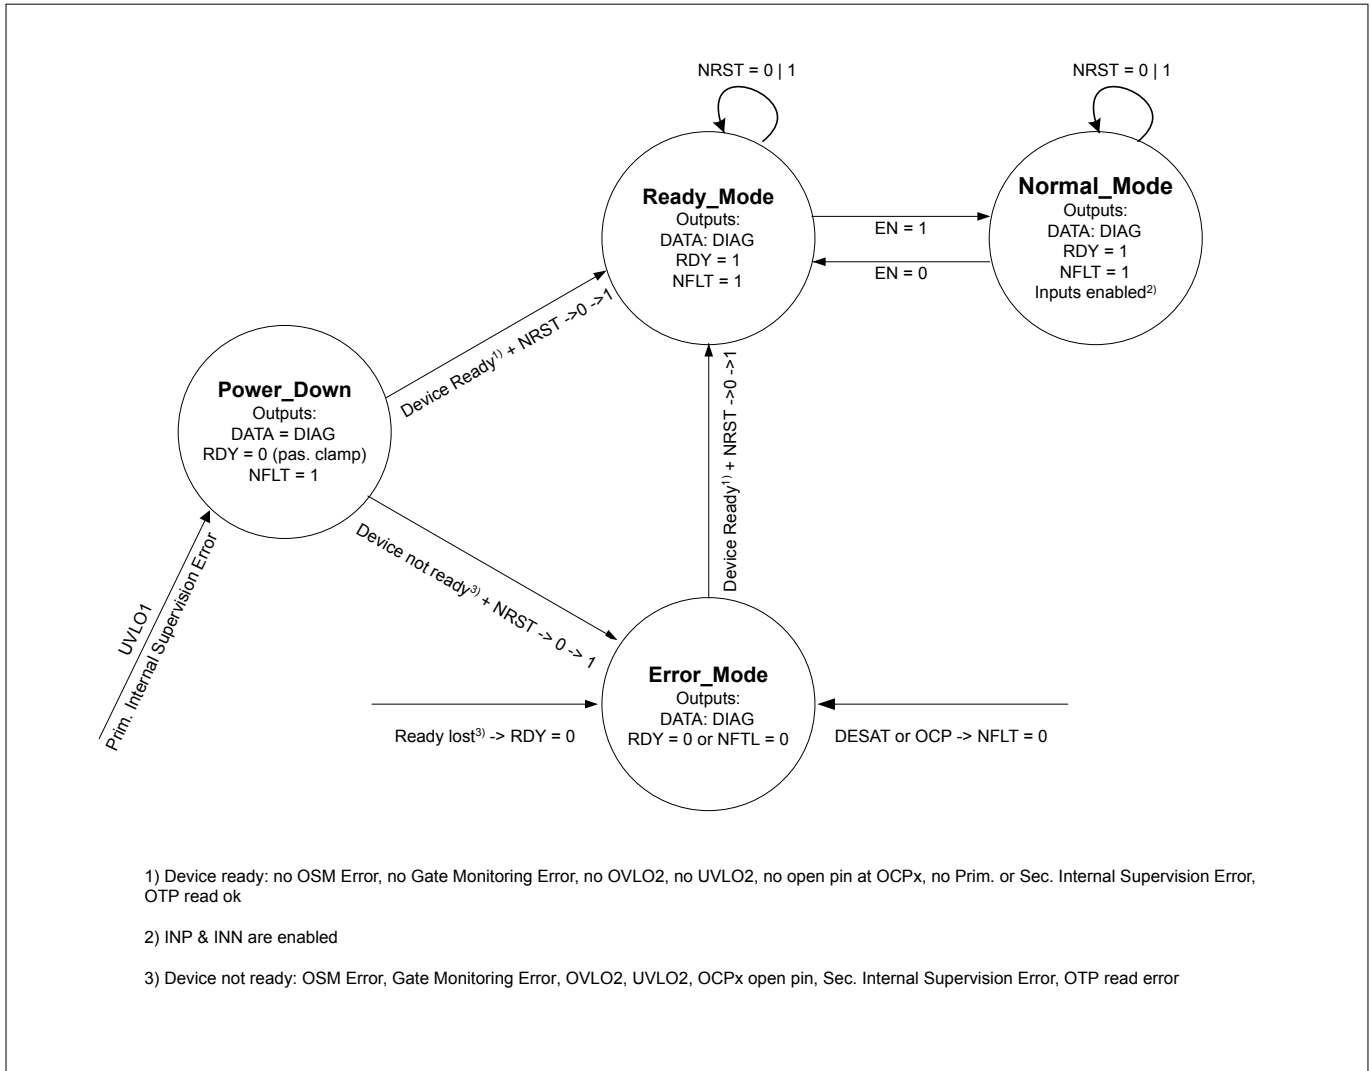 NRST = 0 | 1
NRST = 0 | 1
Ready_Mode
Outputs:
DATA: DIAG
RDY = 1
NFLT = 1
Normal_Mode
Outputs:
DATA: DIAG
RDY = 1
NFLT = 1
Inputs enabled2)
EN = 1
EN = 0
Device Ready1) + NRST ->0 ->1
Power_Down
Outputs:
DATA = DIAG
RDY = 0 (pas. clamp)
NFLT = 1
Device Ready1) + NRST ->0 ->1
Device not ready3) + NRST -> 0 -> 1
UVLO1
Prim. Internal Supervision Error
Error_Mode
Outputs:
DATA: DIAG
RDY = 0 or NFTL = 0
Ready lost3) -> RDY = 0
DESAT or OCP -> NFLT = 0
1) Device ready: no OSM Error, no Gate Monitoring Error, no OVLO2, no UVLO2, no open pin at OCPx, no Prim. or Sec. Internal Supervision Error,
OTP read ok
2) INP & INN are enabled
3) Device not ready: OSM Error, Gate Monitoring Error, OVLO2, UVLO2, OCPx open pin, Sec. Internal Supervision Error, OTP read error